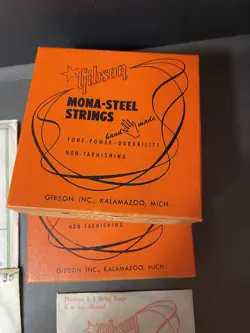 Gibson
MONA-STEEL
STRINGS
hand made
TONE-POWER-DURABILITY
NON-TARNISHING
GIBSON INC., KALAMAZOO, MICH.
NON TARNISHING
GIBSON INC., KALAMAZOO, MICH.
30
Gibson